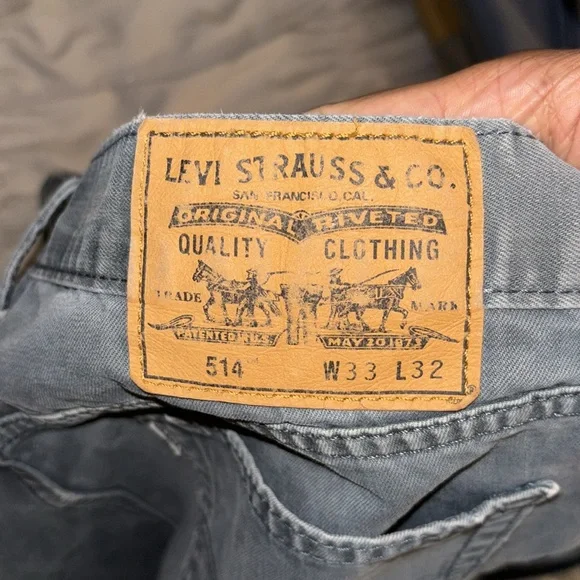 LEVI STRAUSS & CO.
SAN FRANCISCO CAL.
ORIGINAL RIVETED
QUALITY CLOTHING
TRADE MARK
PATENTED IN U.S. MAY 20 1873
514 W33 L32